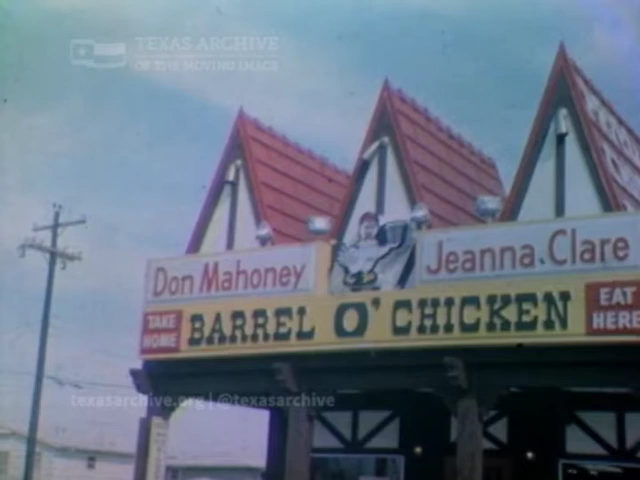 TEXAS ARCHIVE
OF THE MOVING IMAGE
Don Mahoney
Jeanna Clare
TAKE HOME
BARREL O' CHICKEN
EAT HERE
texasarchive.org | @texasarchive